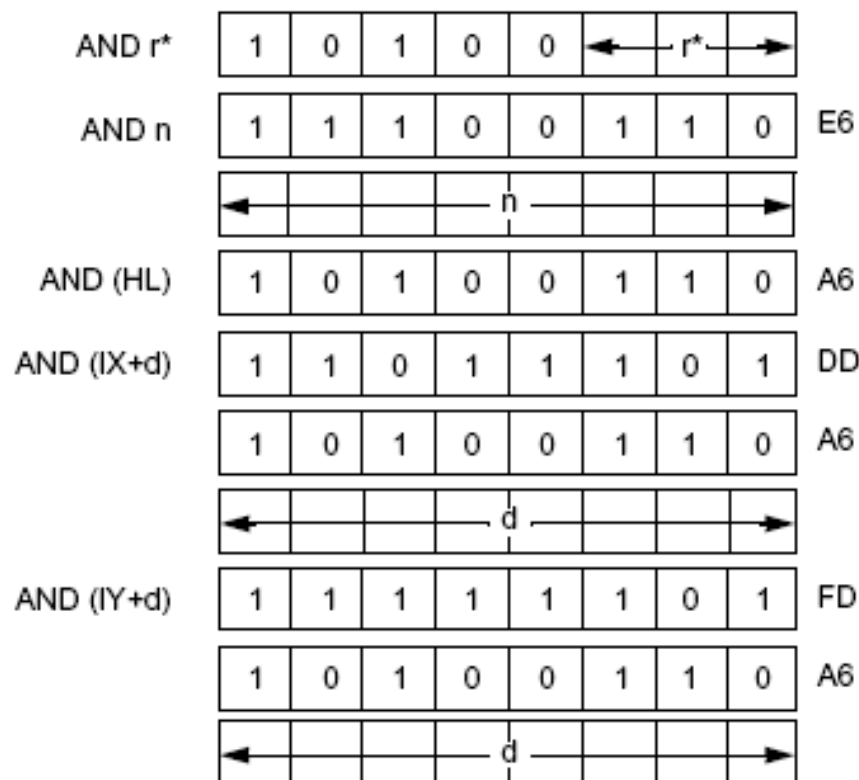 AND r* 1 0 1 0 0 r*
AND n 1 1 1 0 0 1 1 0 E6
n
AND (HL) 1 0 1 0 0 1 1 0 A6
AND (IX+d) 1 1 0 1 1 1 0 1 DD
1 0 1 0 0 1 1 0 A6
d
AND (IY+d) 1 1 1 1 1 1 0 1 FD
1 0 1 0 0 1 1 0 A6
d